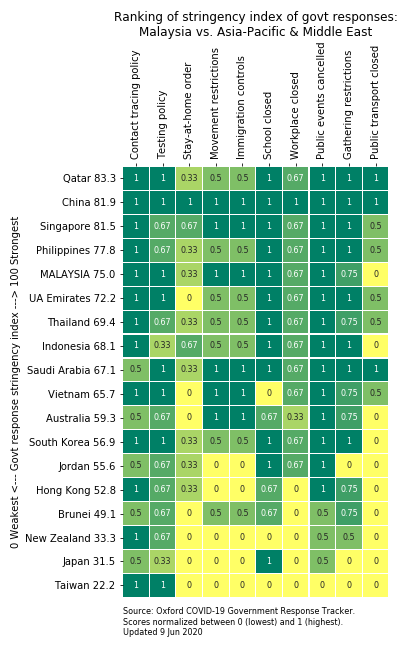 Ranking of stringency index of govt responses:
Malaysia vs. Asia-Pacific & Middle East
Contact tracing policy
Testing policy
Stay-at-home order
Movement restrictions
Immigration controls
School closed
Workplace closed
Public events cancelled
Gathering restrictions
Public transport closed
0 Weakest <--- Govt response stringency index ---> 100 Strongest
Qatar 83.3 1 1 0.33 0.5 0.5 1 0.67 1 1 1
China 81.9 1 1 1 1 1 1 1 1 1 1
Singapore 81.5 1 0.67 0.67 1 1 1 0.67 1 1 0.5
Philippines 77.8 1 0.67 0.33 0.5 0.5 1 0.67 1 1 0.5
MALAYSIA 75.0 1 1 0.33 1 1 1 0.67 1 0.75 0
UA Emirates 72.2 1 1 0 0.5 0.5 1 0.67 1 1 0.5
Thailand 69.4 1 0.67 0.33 0.5 0.5 1 0.67 1 0.75 0.5
Indonesia 68.1 1 0.33 0.67 0.5 0.5 1 0.67 1 1 0
Saudi Arabia 67.1 0.5 1 0.33 1 1 1 0.67 1 1 1
Vietnam 65.7 1 1 0 1 1 0 0.67 1 0.75 0.5
Australia 59.3 0.5 0.67 0 1 1 0.67 0.33 1 0.75 0
South Korea 56.9 1 1 0.33 0.5 0.5 1 0.67 1 1 0
Jordan 55.6 0.5 0.67 0.33 0 0 1 0.67 1 0 0
Hong Kong 52.8 1 0.67 0.33 0 0 0.67 0 1 0.75 0
Brunei 49.1 0.5 0.67 0 0.5 0.5 0.67 0 0.5 0.75 0
New Zealand 33.3 1 0.67 0 0 0 0 0 0.5 0.5 0
Japan 31.5 0.5 0.33 0 0 0 1 0 0.5 0 0
Taiwan 22.2 1 1 0 0 0 0 0 0 0 0
Source: Oxford COVID-19 Government Response Tracker.
Scores normalized between 0 (lowest) and 1 (highest).
Updated 9 Jun 2020